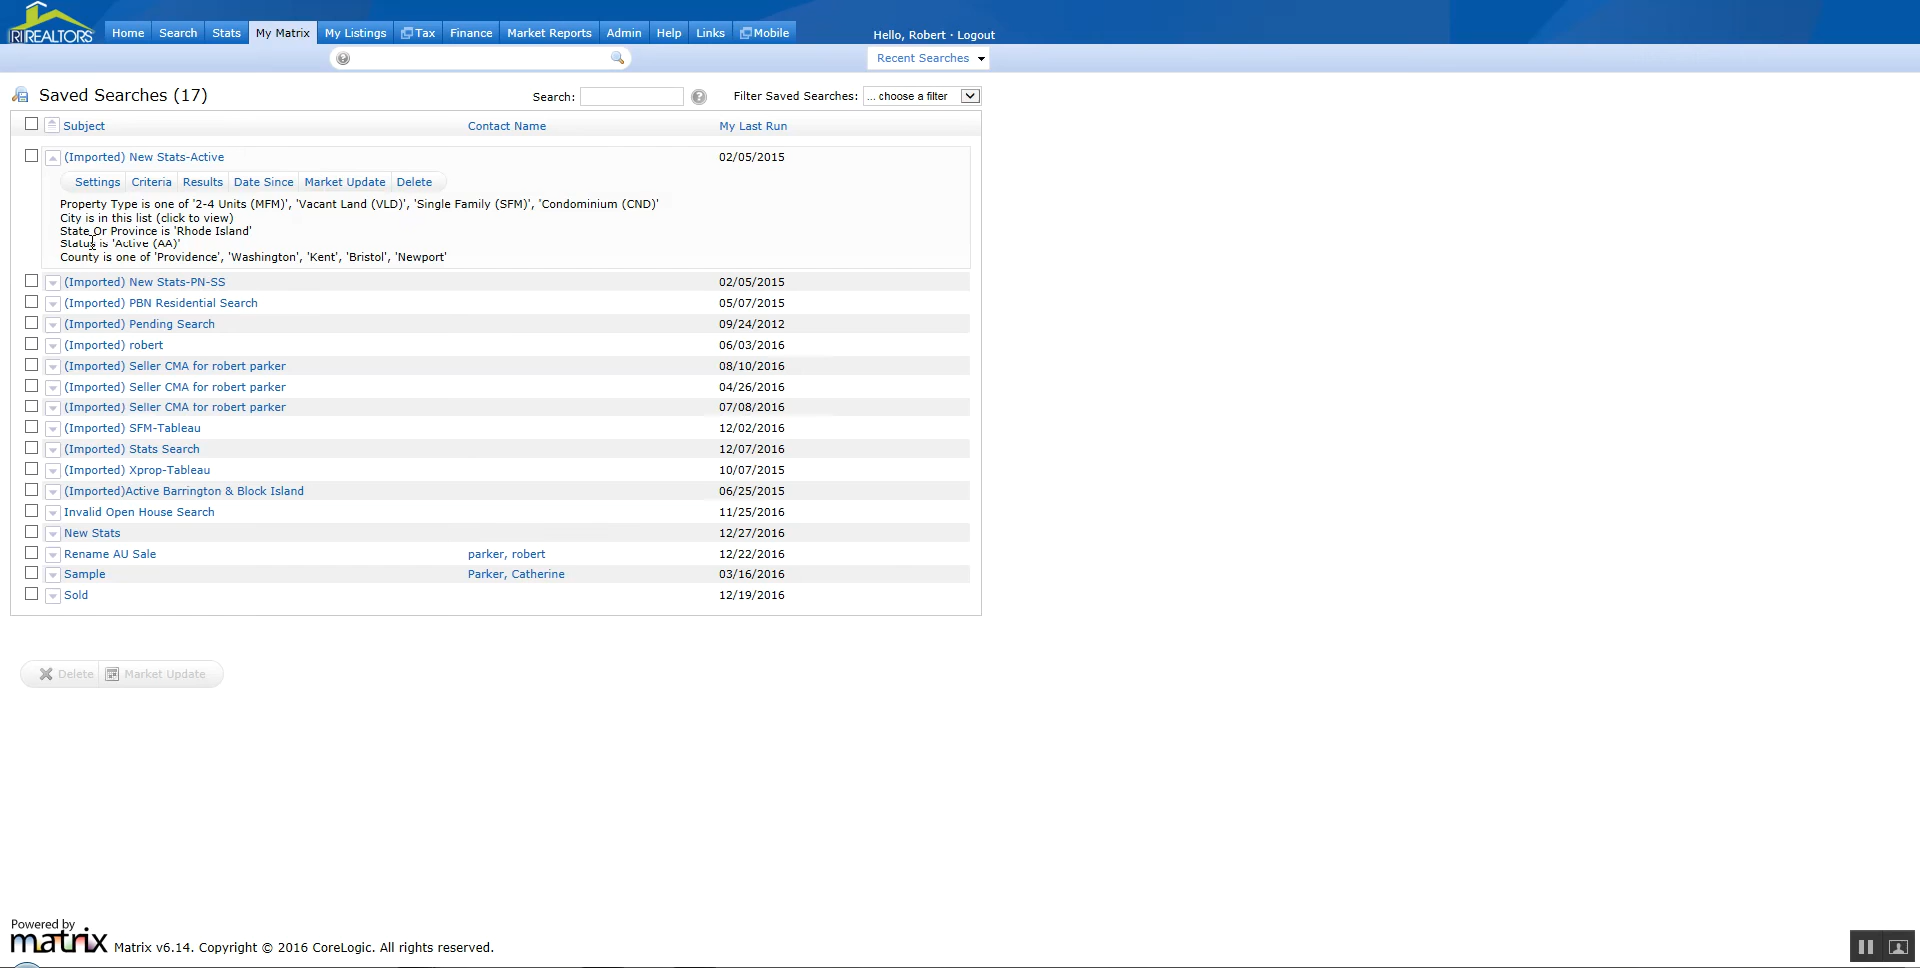 RIREALTORS
Home Search Stats My Matrix My Listings Tax Finance Market Reports Admin Help Links Mobile
Hello, Robert · Logout
Recent Searches
Saved Searches (17)
Search:
Filter Saved Searches: ... choose a filter
Subject Contact Name My Last Run
(Imported) New Stats-Active 02/05/2015
Settings Criteria Results Date Since Market Update Delete
Property Type is one of '2-4 Units (MFM)', 'Vacant Land (VLD)', 'Single Family (SFM)', 'Condominium (CND)'
City is in this list (click to view)
State Or Province is 'Rhode Island'
Status is 'Active (AA)'
County is one of 'Providence', 'Washington', 'Kent', 'Bristol', 'Newport'
(Imported) New Stats-PN-SS 02/05/2015
(Imported) PBN Residential Search 05/07/2015
(Imported) Pending Search 09/24/2012
(Imported) robert 06/03/2016
(Imported) Seller CMA for robert parker 08/10/2016
(Imported) Seller CMA for robert parker 04/26/2016
(Imported) Seller CMA for robert parker 07/08/2016
(Imported) SFM-Tableau 12/02/2016
(Imported) Stats Search 12/07/2016
(Imported) Xprop-Tableau 10/07/2015
(Imported)Active Barrington & Block Island 06/25/2015
Invalid Open House Search 11/25/2016
New Stats 12/27/2016
Rename AU Sale parker, robert 12/22/2016
Sample Parker, Catherine 03/16/2016
Sold 12/19/2016
Delete Market Update
Powered by
matrix Matrix v6.14. Copyright © 2016 CoreLogic. All rights reserved.